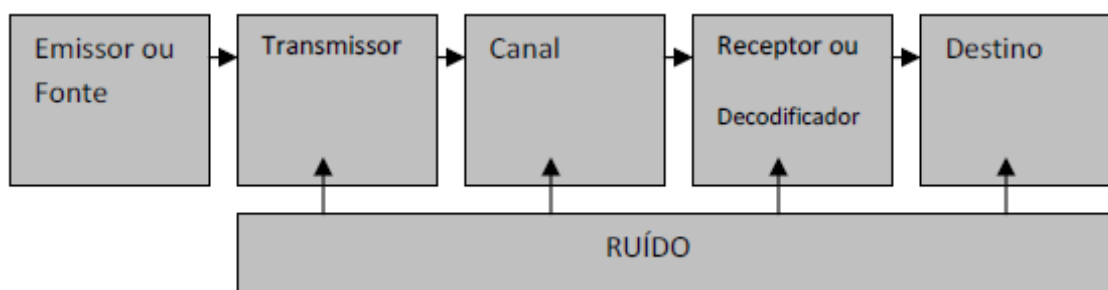 Emissor ou
Fonte
Transmissor
Canal
Receptor ou
Decodificador
Destino
RUÍDO